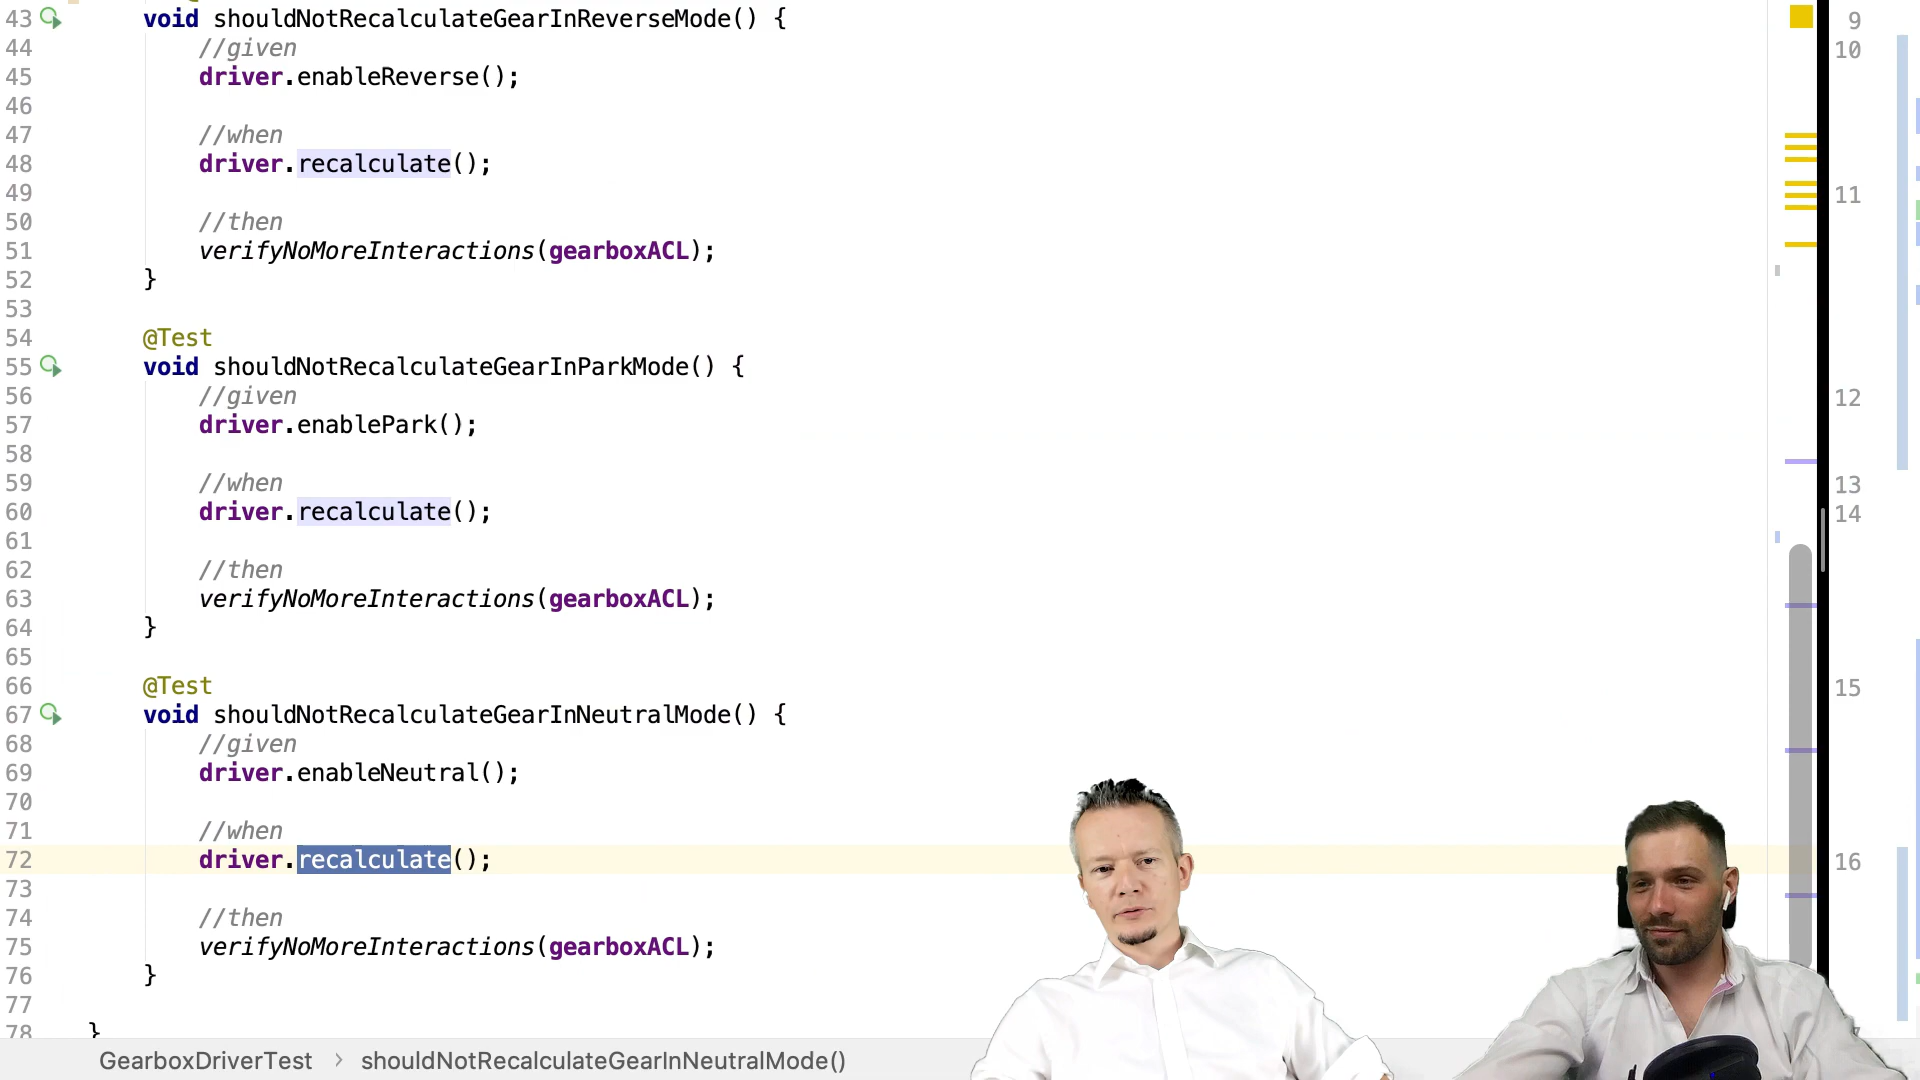 43 void shouldNotRecalculateGearInReverseMode() {
44 //given
45 driver.enableReverse();
46
47 //when
48 driver.recalculate();
49
50 //then
51 verifyNoMoreInteractions(gearboxACL);
52 }
53
54 @Test
55 void shouldNotRecalculateGearInParkMode() {
56 //given
57 driver.enablePark();
58
59 //when
60 driver.recalculate();
61
62 //then
63 verifyNoMoreInteractions(gearboxACL);
64 }
65
66 @Test
67 void shouldNotRecalculateGearInNeutralMode() {
68 //given
69 driver.enableNeutral();
70
71 //when
72 driver.recalculate();
73
74 //then
75 verifyNoMoreInteractions(gearboxACL);
76 }
77
78 }
GearboxDriverTest > shouldNotRecalculateGearInNeutralMode()
9
10
11
12
13
14
15
16